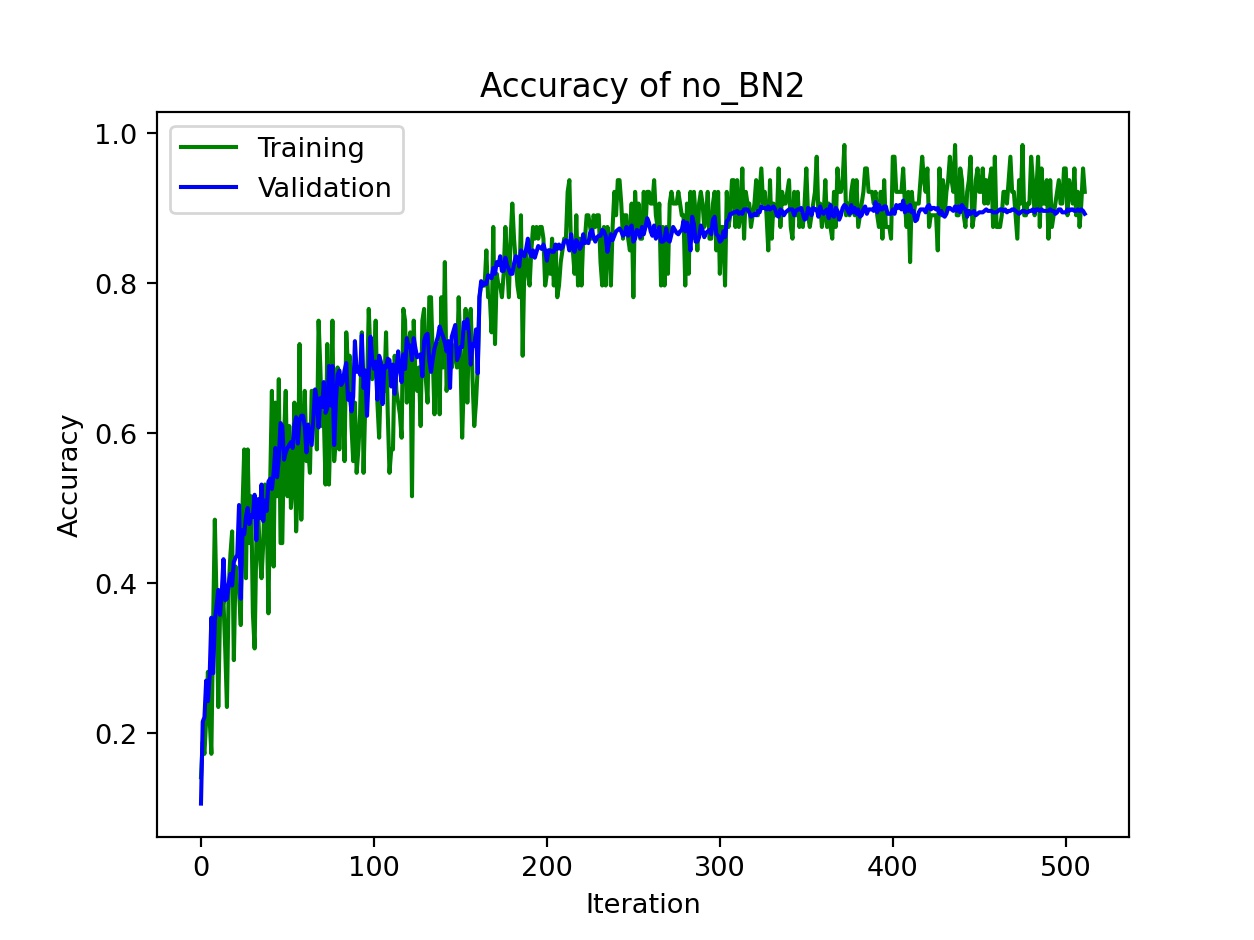 Accuracy of no_BN2
Training
Validation
1.0
0.8
0.6
0.4
0.2
Accuracy
0 100 200 300 400 500
Iteration